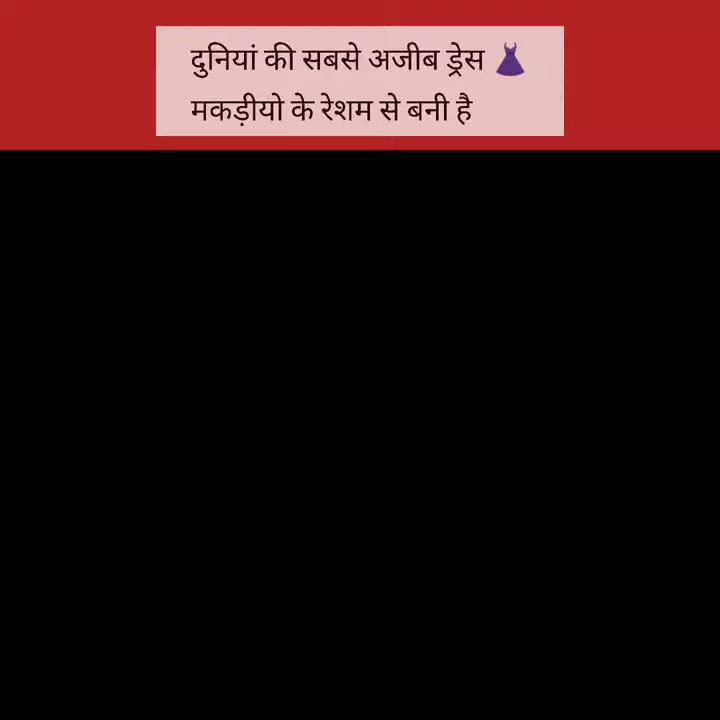 दुनियां की सबसे अजीब ड्रेस 👗
मकड़ीयो के रेशम से बनी है